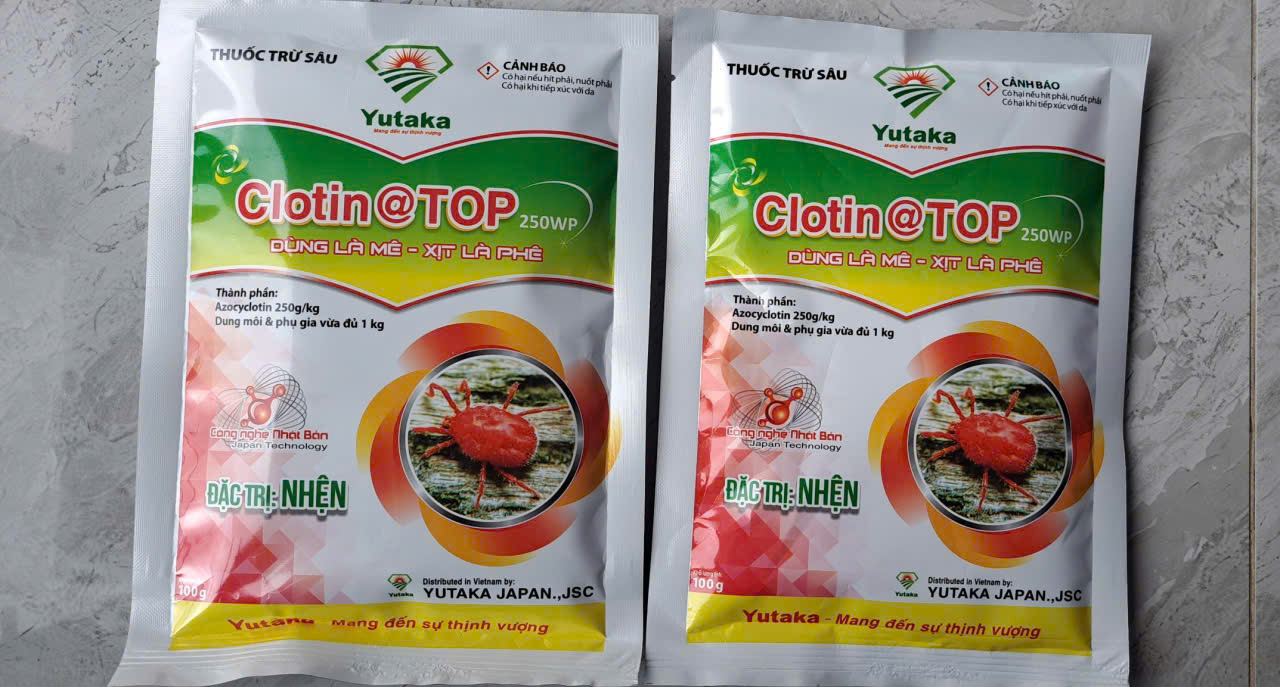 THUỐC TRỪ SÂU
Yutaka
Mang đến sự thịnh vượng
CẢNH BÁO
Có hại nếu hít phải, nuốt phải
Có hại khi tiếp xúc với da
Clotin@TOP 250WP
DÙNG LÀ MÊ - XỊT LÀ PHÊ
Thành phần:
Azocyclotin 250g/kg
Dung môi & phụ gia vừa đủ 1 kg
Công nghệ Nhật Bản
Japan Technology
ĐẶC TRỊ: NHỆN
100 g
Yutaka
Distributed in Vietnam by:
YUTAKA JAPAN.,JSC
Yutaka - Mang đến sự thịnh vượng
THUỐC TRỪ SÂU
Yutaka
Mang đến sự thịnh vượng
CẢNH BÁO
Có hại nếu hít phải, nuốt phải
Có hại khi tiếp xúc với da
Clotin@TOP 250WP
DÙNG LÀ MÊ - XỊT LÀ PHÊ
Thành phần:
Azocyclotin 250g/kg
Dung môi & phụ gia vừa đủ 1 kg
Công nghệ Nhật Bản
Japan Technology
ĐẶC TRỊ: NHỆN
100 g
Yutaka
Distributed in Vietnam by:
YUTAKA JAPAN.,JSC
Yutaka - Mang đến sự thịnh vượng